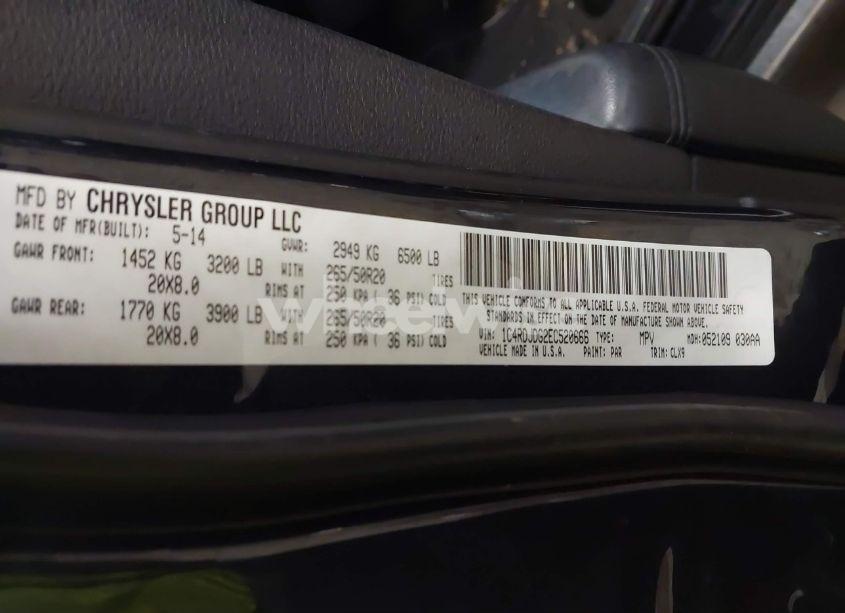 MFD BY CHRYSLER GROUP LLC
DATE OF MFR(BUILT): 5-14 GVWR: 2949 KG 6500 LB
GAWR FRONT: 1452 KG 3200 LB WITH 265/50R20 TIRES
20X8.0 RIMS AT 250 KPA ( 36 PSI) COLD
GAWR REAR: 1770 KG 3900 LB WITH 265/50R20 TIRES
20X8.0 RIMS AT 250 KPA ( 36 PSI) COLD
THIS VEHICLE CONFORMS TO ALL APPLICABLE U.S.A. FEDERAL MOTOR VEHICLE SAFETY
STANDARDS IN EFFECT ON THE DATE OF MANUFACTURE SHOWN ABOVE.
VIN: 1C4RDJDG2EC520666 TYPE: MPV MDH: 052109 030AA
VEHICLE MADE IN U.S.A. PAINT: PAR TRIM: CLX9